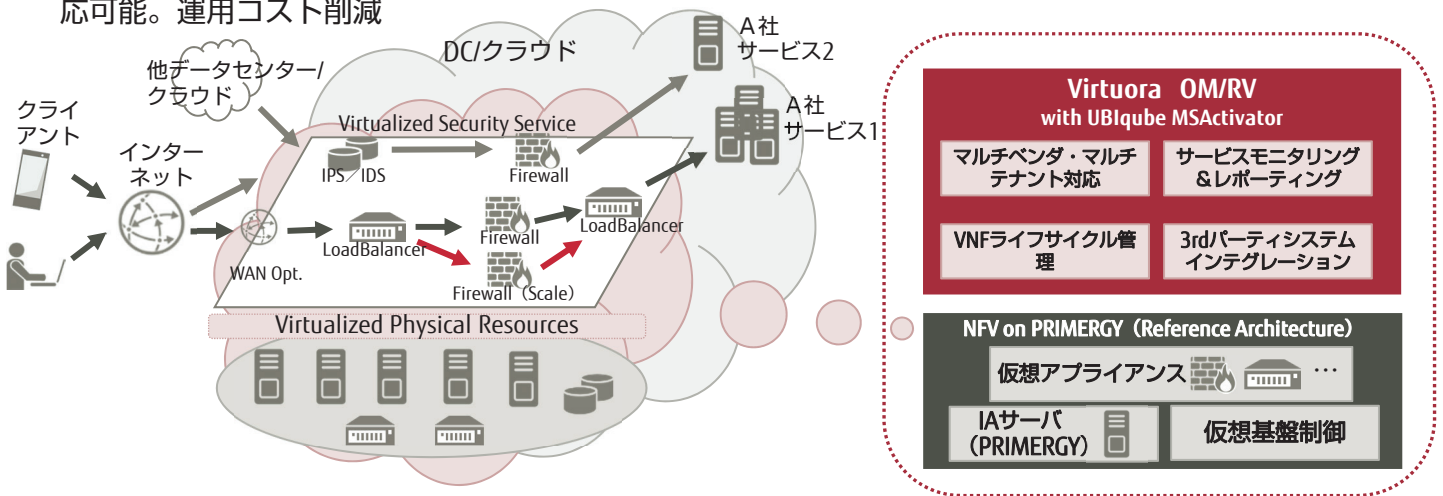 応可能。運用コスト削減
DC/クラウド
A社
サービス2
他データセンター/
クラウド
A社
サービス1
クライ
アント
インター
ネット
Virtualized Security Service
IPS/IDS
Firewall
LoadBalancer
Firewall
LoadBalancer
WAN Opt.
Firewall（Scale）
Virtualized Physical Resources
Virtuora OM/RV
with UBIqube MSActivator
マルチベンダ・マルチ
テナント対応
サービスモニタリング
&レポーティング
VNFライフサイクル管
理
3rdパーティシステム
インテグレーション
NFV on PRIMERGY（Reference Architecture）
仮想アプライアンス
…
IAサーバ
（PRIMERGY）
仮想基盤制御